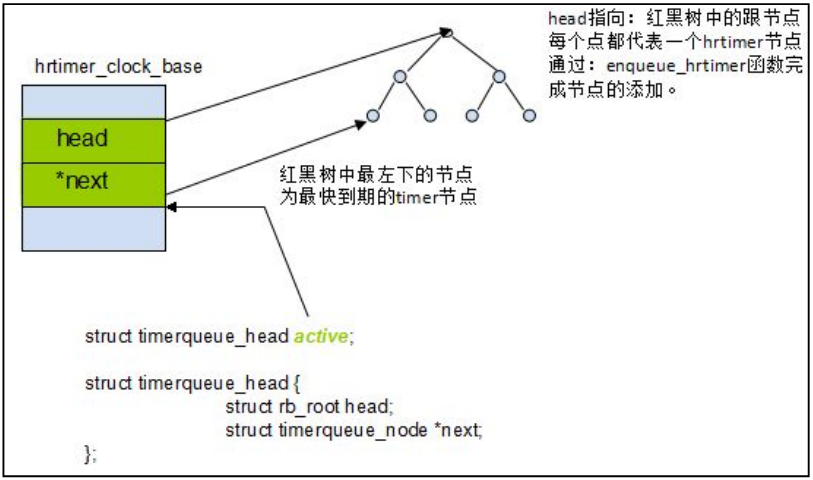 head指向：红黑树中的跟节点
每个点都代表一个hrtimer节点
通过：enqueue_hrtimer函数完
成节点的添加。
hrtimer_clock_base
head
*next
红黑树中最左下的节点
为最快到期的timer节点
struct timerqueue_head active;
struct timerqueue_head {
struct rb_root head;
struct timerqueue_node *next;
};